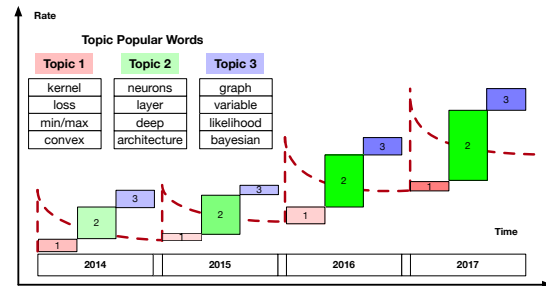 Rate
Topic Popular Words
Topic 1 Topic 2 Topic 3
kernel neurons graph
loss layer variable
min/max deep likelihood
convex architecture bayesian
3
3
2
2
1
1
3
2
1
3
2
1
Time
2014 2015 2016 2017